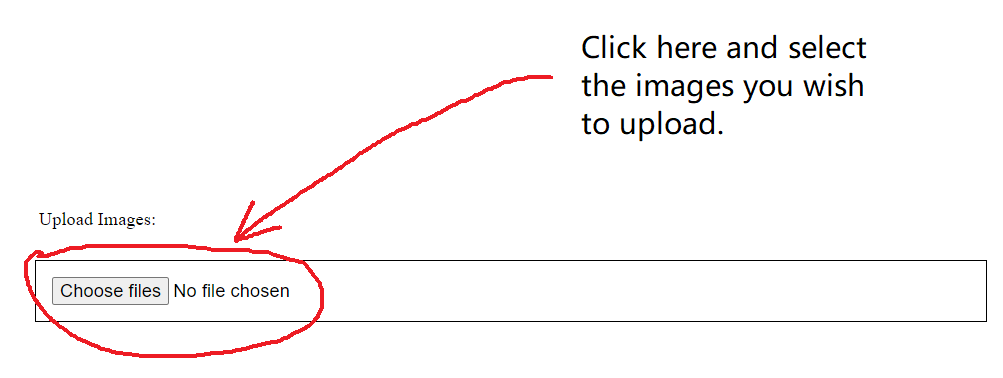 Click here and select
the images you wish
to upload.
Upload Images:
Choose files No file chosen